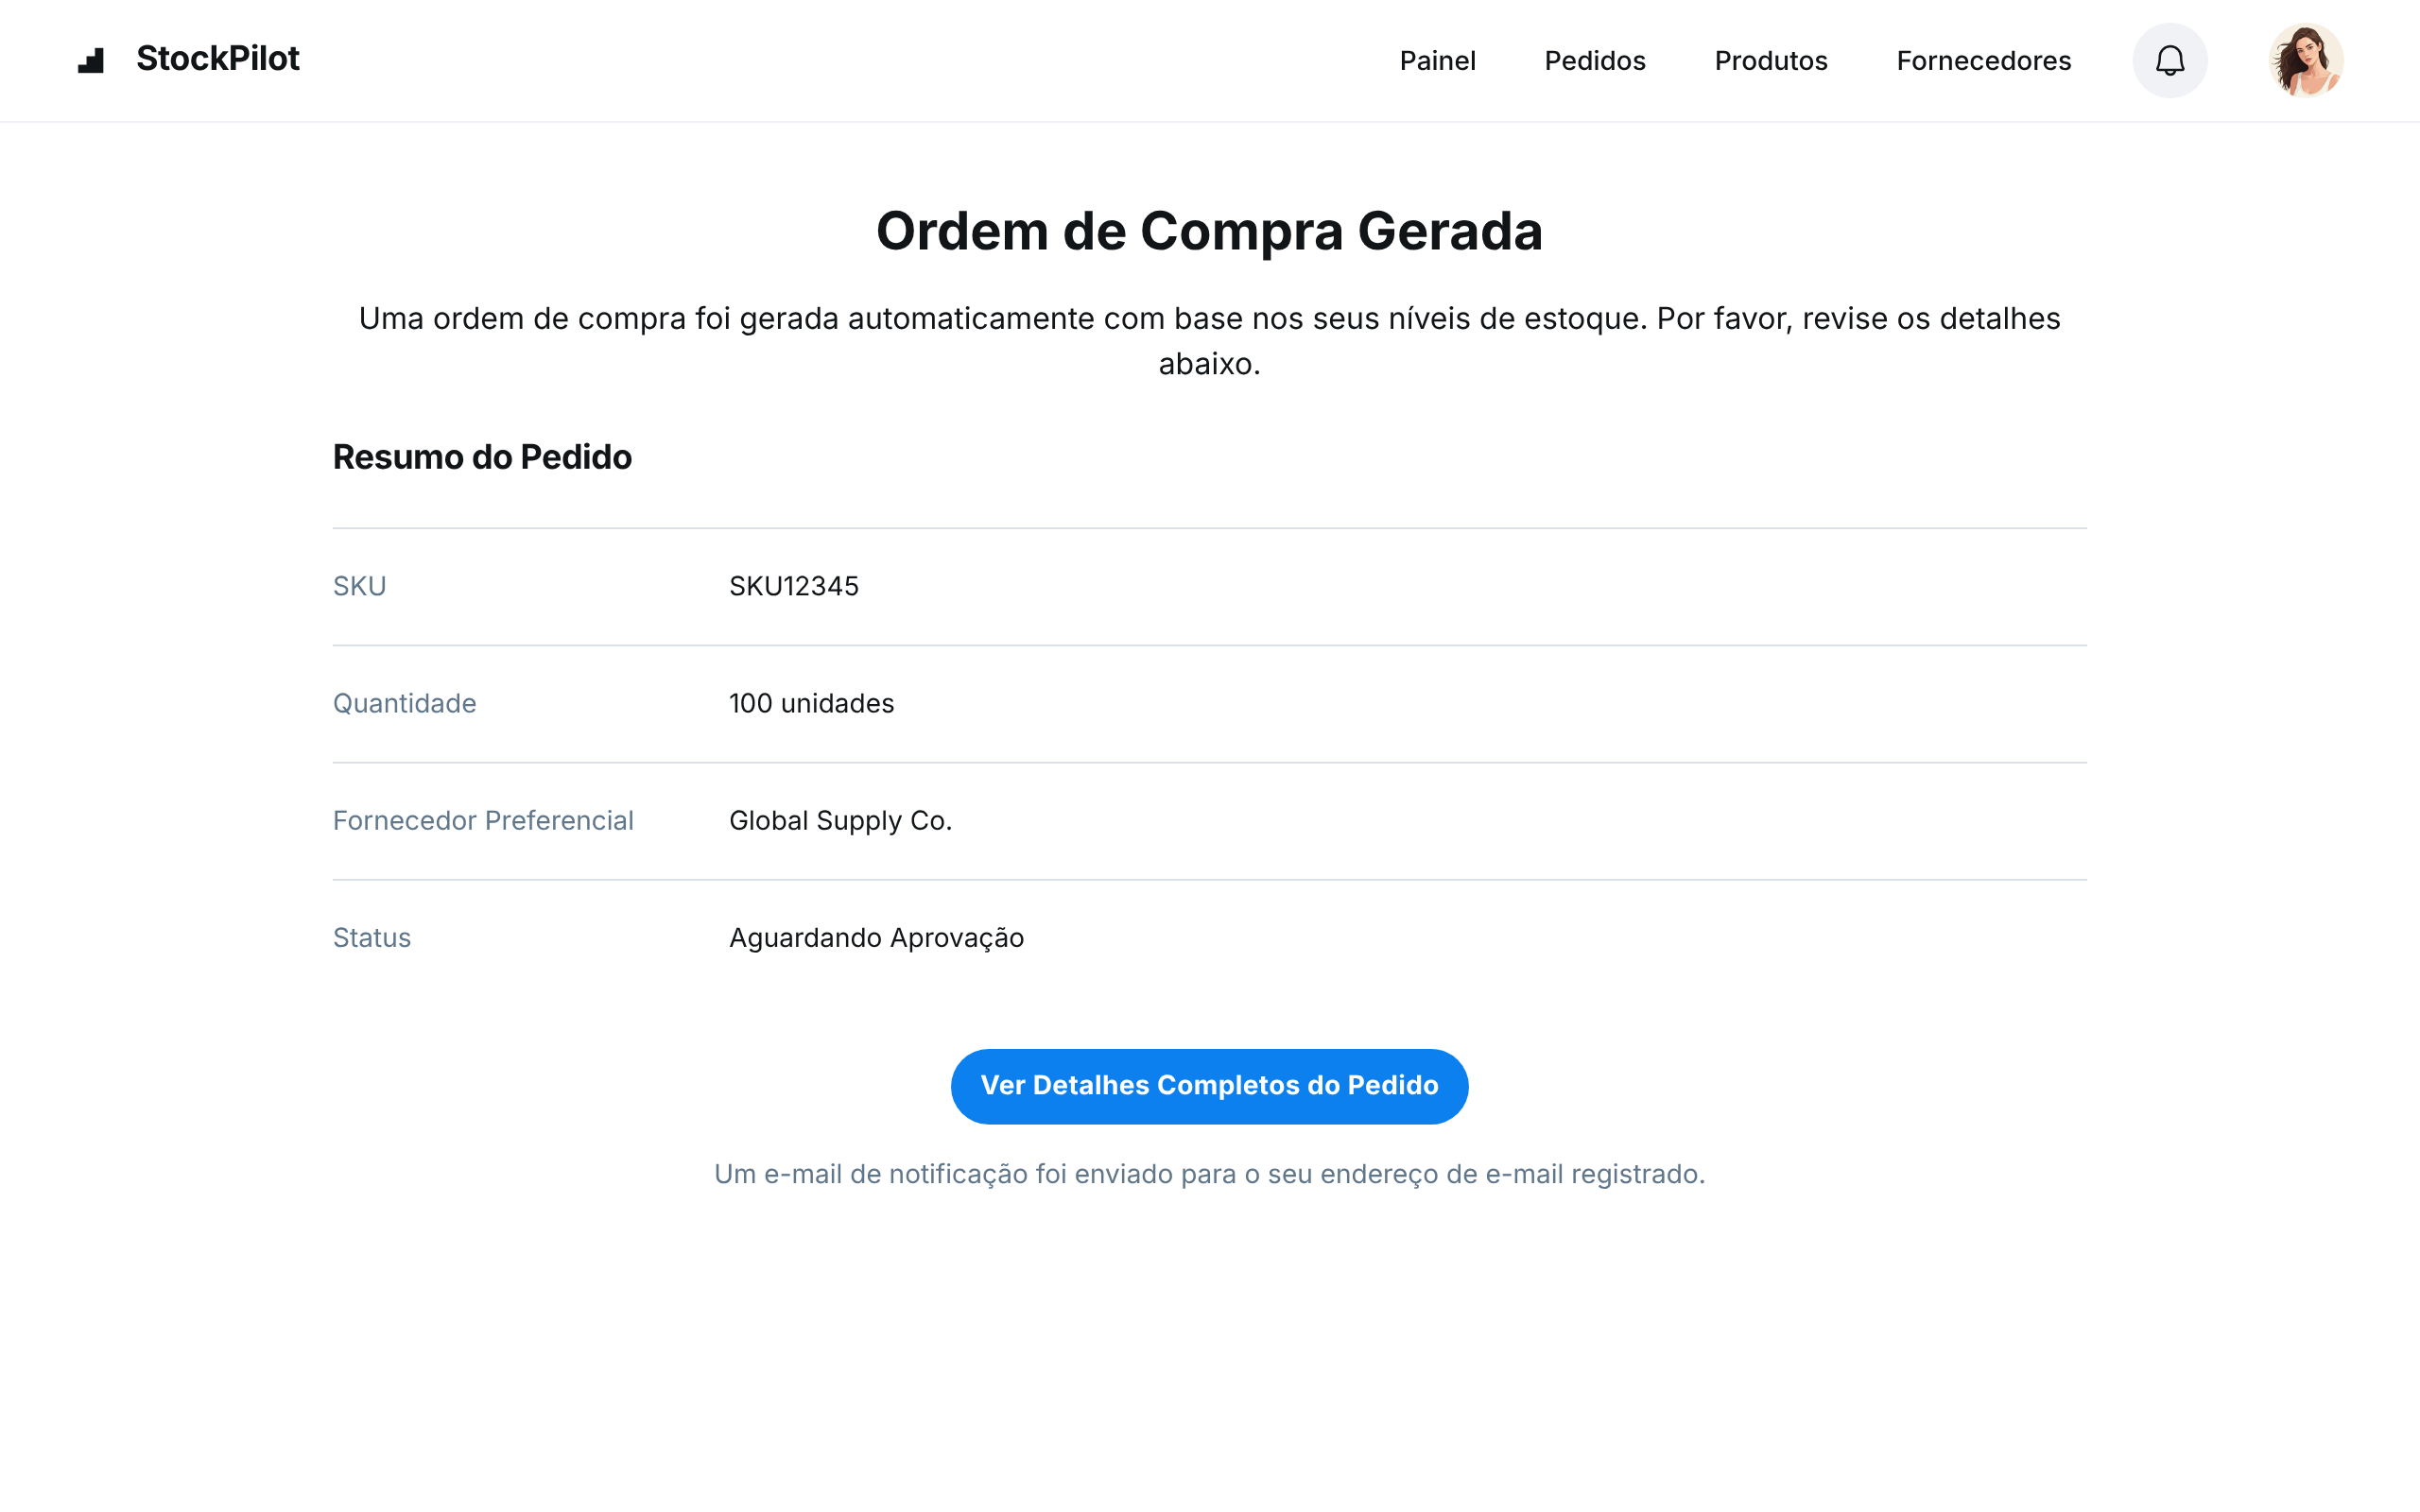 StockPilot
Painel
Pedidos
Produtos
Fornecedores
Ordem de Compra Gerada
Uma ordem de compra foi gerada automaticamente com base nos seus níveis de estoque. Por favor, revise os detalhes
abaixo.
Resumo do Pedido
SKU SKU12345
Quantidade 100 unidades
Fornecedor Preferencial Global Supply Co.
Status Aguardando Aprovação
Ver Detalhes Completos do Pedido
Um e-mail de notificação foi enviado para o seu endereço de e-mail registrado.